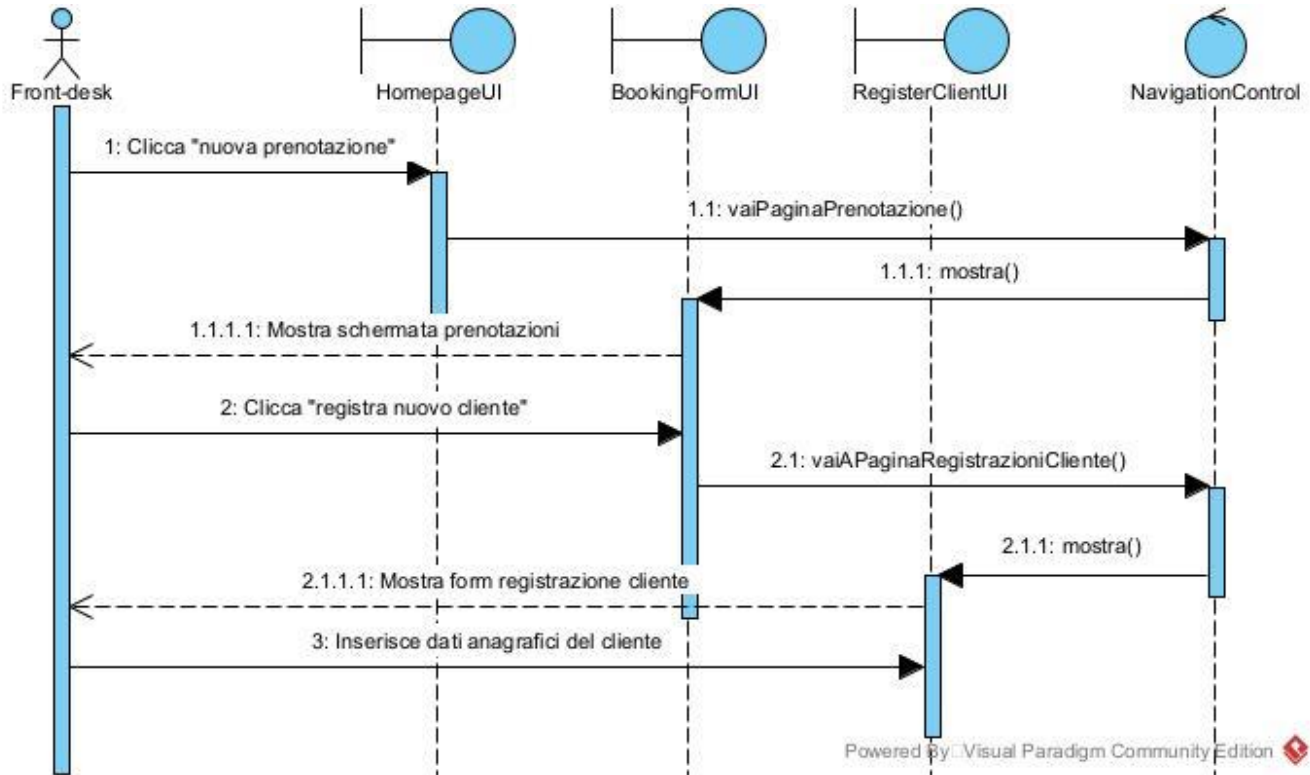 Front-desk
HomepageUI
BookingFormUI
RegisterClientUI
NavigationControl
1: Clicca "nuova prenotazione"
1.1: vaiPaginaPrenotazione()
1.1.1: mostra()
1.1.1.1: Mostra schermata prenotazioni
2: Clicca "registra nuovo cliente"
2.1: vaiAPaginaRegistrazioniCliente()
2.1.1: mostra()
2.1.1.1: Mostra form registrazione cliente
3: Inserisce dati anagrafici del cliente
Powered By Visual Paradigm Community Edition